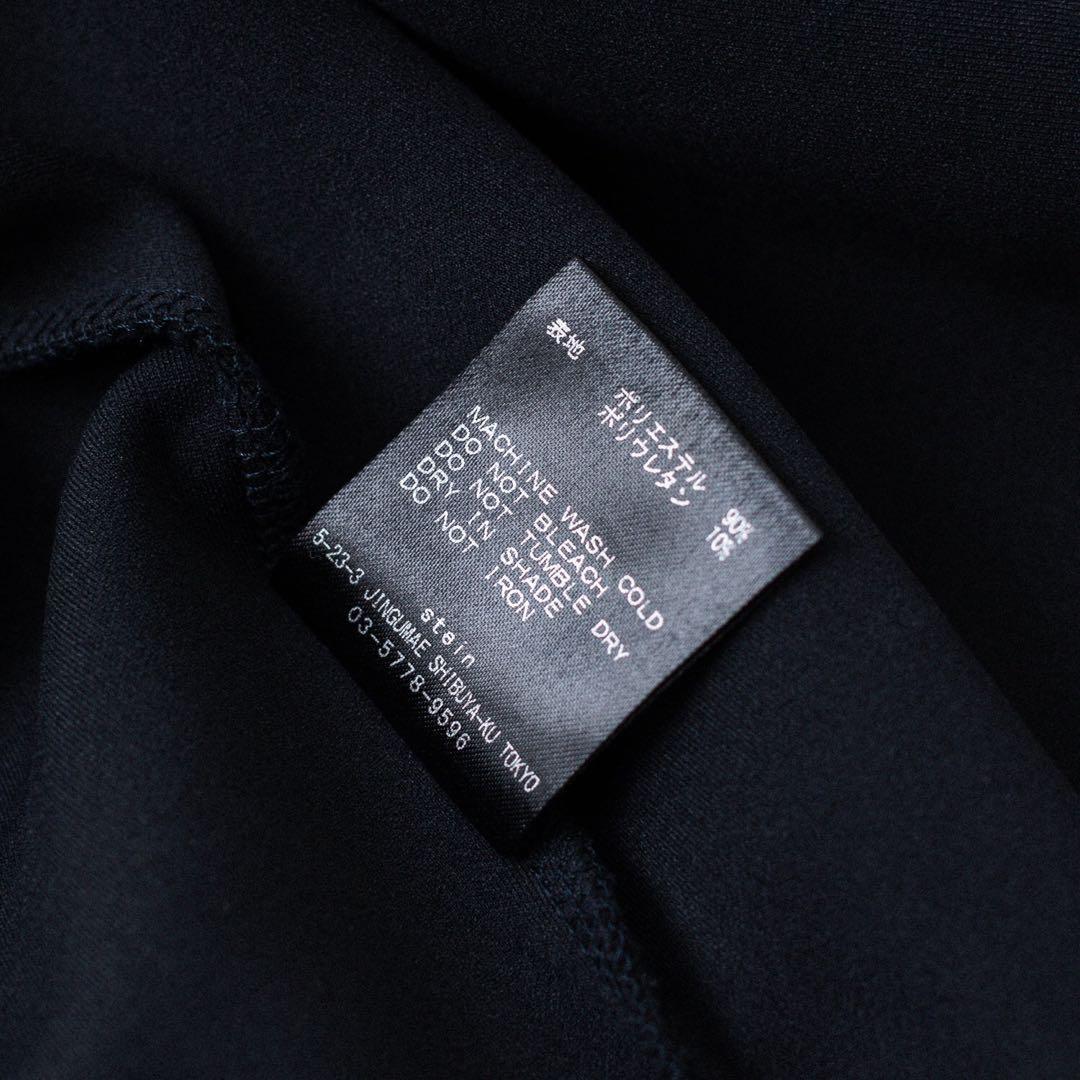 表地
ポリエステル 90%
ポリウレタン 10%
MACHINE WASH COLD
DO NOT BLEACH
DO NOT TUMBLE DRY
DRY IN SHADE
DO NOT IRON
stein
5-23-3 JINGUMAE SHIBUYA-KU TOKYO
03-5778-9596